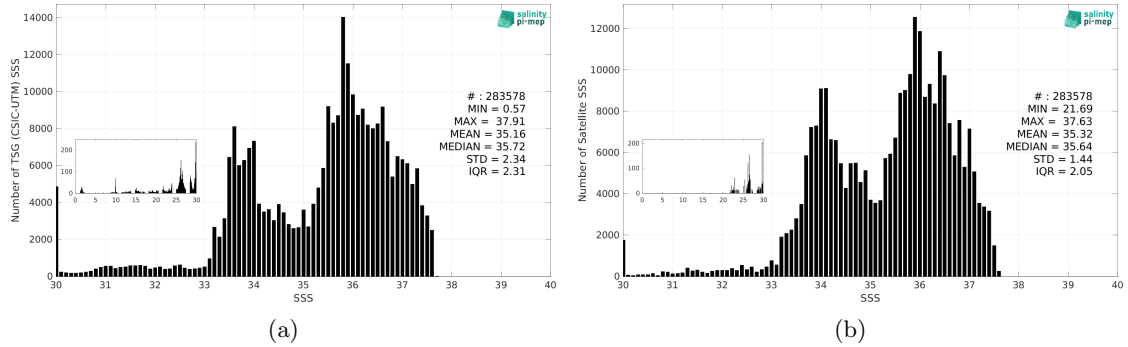 14000
12000
10000
8000
6000
4000
2000
0
Number of TSG (CSIC-UTM) SSS
salinity
pi-mep
# : 283578
MIN = 0.57
MAX = 37.91
MEAN = 35.16
MEDIAN = 35.72
STD = 2.34
IQR = 2.31
200
100
0
0 5 10 15 20 25 30
30 31 32 33 34 35 36 37 38 39 40
SSS
(a)
12000
10000
8000
6000
4000
2000
0
Number of Satellite SSS
salinity
pi-mep
# : 283578
MIN = 21.69
MAX = 37.63
MEAN = 35.32
MEDIAN = 35.64
STD = 1.44
IQR = 2.05
200
100
0
0 5 10 15 20 25 30
30 31 32 33 34 35 36 37 38 39 40
SSS
(b)